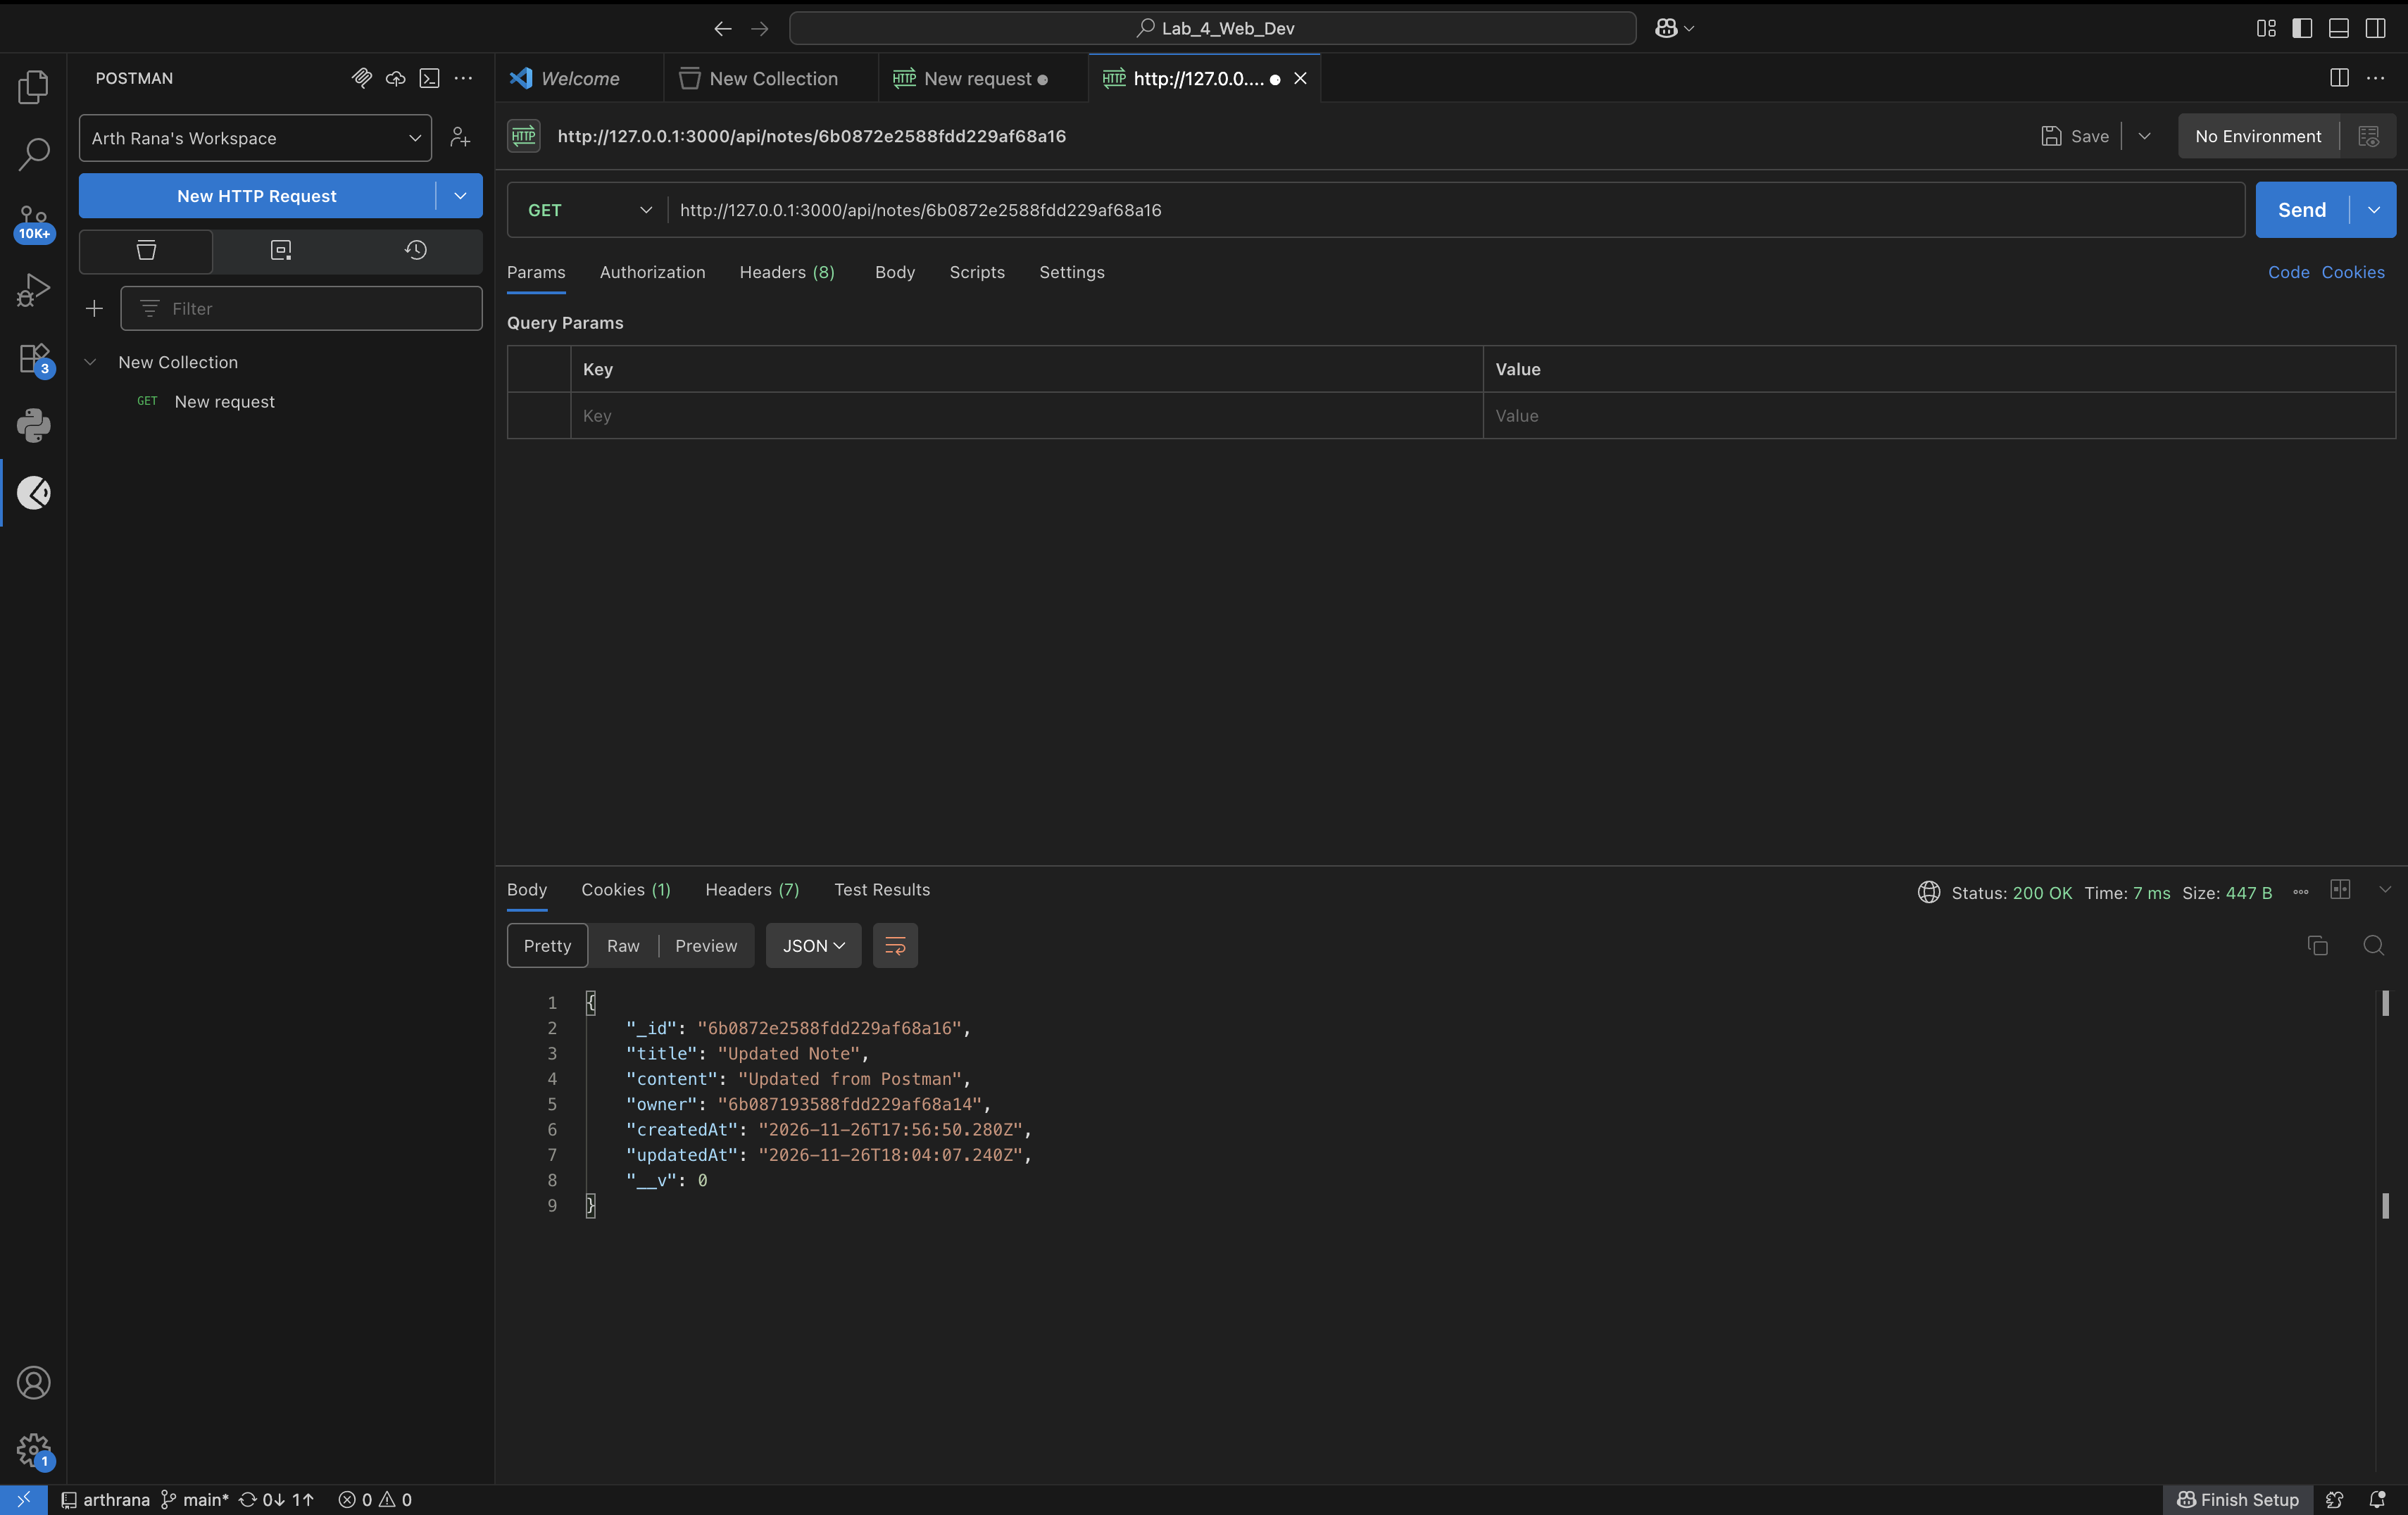 Lab_4_Web_Dev
POSTMAN
Welcome
New Collection
HTTP New request
HTTP http://127.0.0....
Arth Rana's Workspace
HTTP http://127.0.0.1:3000/api/notes/6b0872e2588fdd229af68a16
Save
No Environment
New HTTP Request
GET http://127.0.0.1:3000/api/notes/6b0872e2588fdd229af68a16
Send
10K+
Params Authorization Headers (8) Body Scripts Settings
Code Cookies
Filter
Query Params
New Collection
Key Value
3
GET New request
Key Value
Body Cookies (1) Headers (7) Test Results
Status: 200 OK Time: 7 ms Size: 447 B
Pretty Raw Preview JSON
1 {
2 "_id": "6b0872e2588fdd229af68a16",
3 "title": "Updated Note",
4 "content": "Updated from Postman",
5 "owner": "6b087193588fdd229af68a14",
6 "createdAt": "2026-11-26T17:56:50.280Z",
7 "updatedAt": "2026-11-26T18:04:07.240Z",
8 "__v": 0
9 }
1
arthrana main* 0↓ 1↑ 0 0
Finish Setup